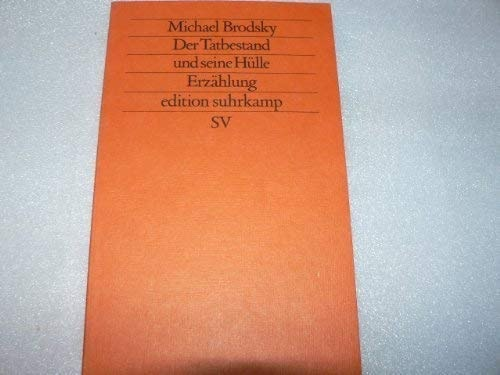 Michael Brodsky
Der Tatbestand
und seine Hülle
Erzählung
edition suhrkamp
SV